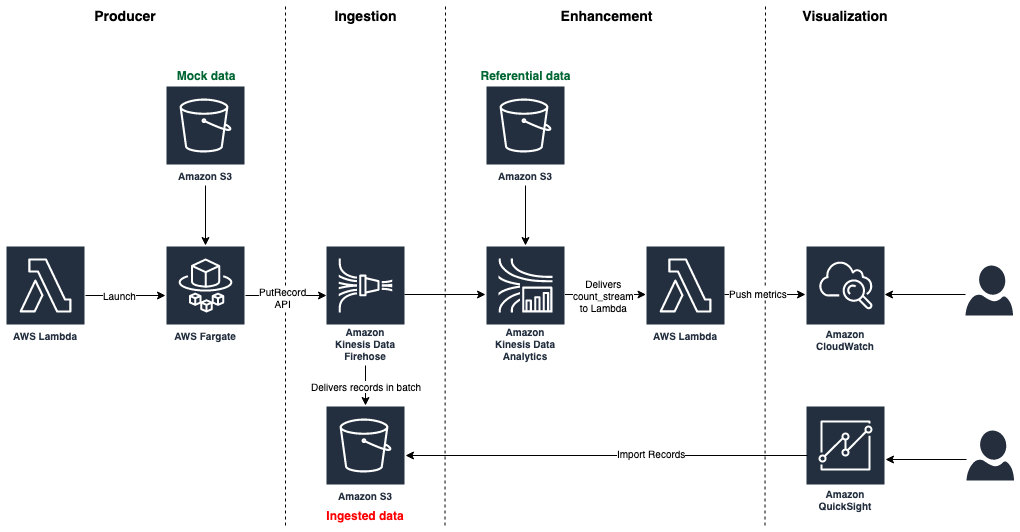 Producer
Ingestion
Enhancement
Visualization
Mock data
Amazon S3
Referential data
Amazon S3
Launch
AWS Lambda
AWS Fargate
PutRecord
API
Amazon
Kinesis Data
Firehose
Amazon
Kinesis Data
Analytics
Delivers
count_stream
to Lambda
AWS Lambda
Push metrics
Amazon
CloudWatch
Delivers records in batch
Amazon S3
Ingested data
Import Records
Amazon
QuickSight